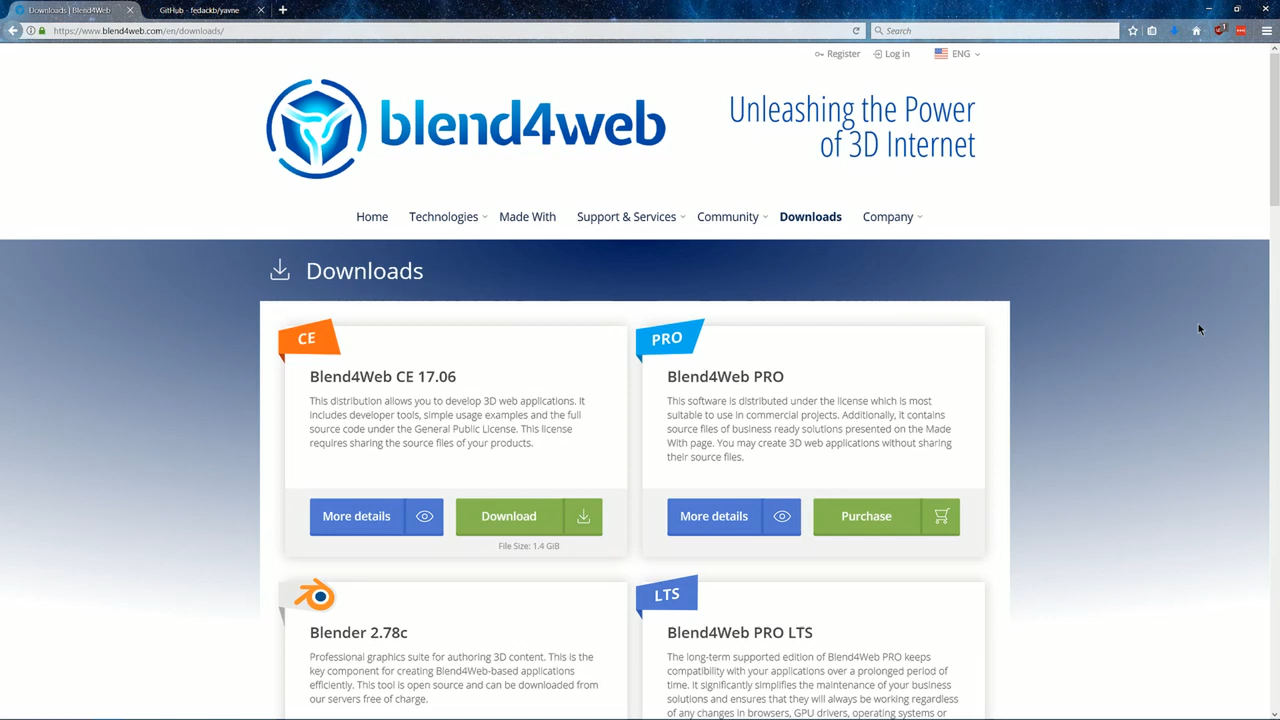 Downloads | Blend4Web
GitHub - fedackb/yavne
https://www.blend4web.com/en/downloads/
Search
Register
Log in
ENG
blend4web
Unleashing the Power
of 3D Internet
Home
Technologies
Made With
Support & Services
Community
Downloads
Company
Downloads
CE
Blend4Web CE 17.06
This distribution allows you to develop 3D web applications. It
includes developer tools, simple usage examples and the full
source code under the General Public License. This license
requires sharing the source files of your products.
More details
Download
File Size: 1.4 GiB
PRO
Blend4Web PRO
This software is distributed under the license which is most
suitable to use in commercial projects. Additionally, it contains
source files of business ready solutions presented on the Made
With page. You may create 3D web applications without sharing
their source files.
More details
Purchase
Blender 2.78c
Professional graphics suite for authoring 3D content. This is the
key component for creating Blend4Web-based applications
efficiently. This tool is open source and can be downloaded from
our servers free of charge.
LTS
Blend4Web PRO LTS
The long-term supported edition of Blend4Web PRO keeps
compatibility with your applications over a prolonged period of
time. It significantly simplifies the maintenance of your business
solutions and ensures that they will always be working regardless
of any changes in browsers, GPU drivers, operating systems or